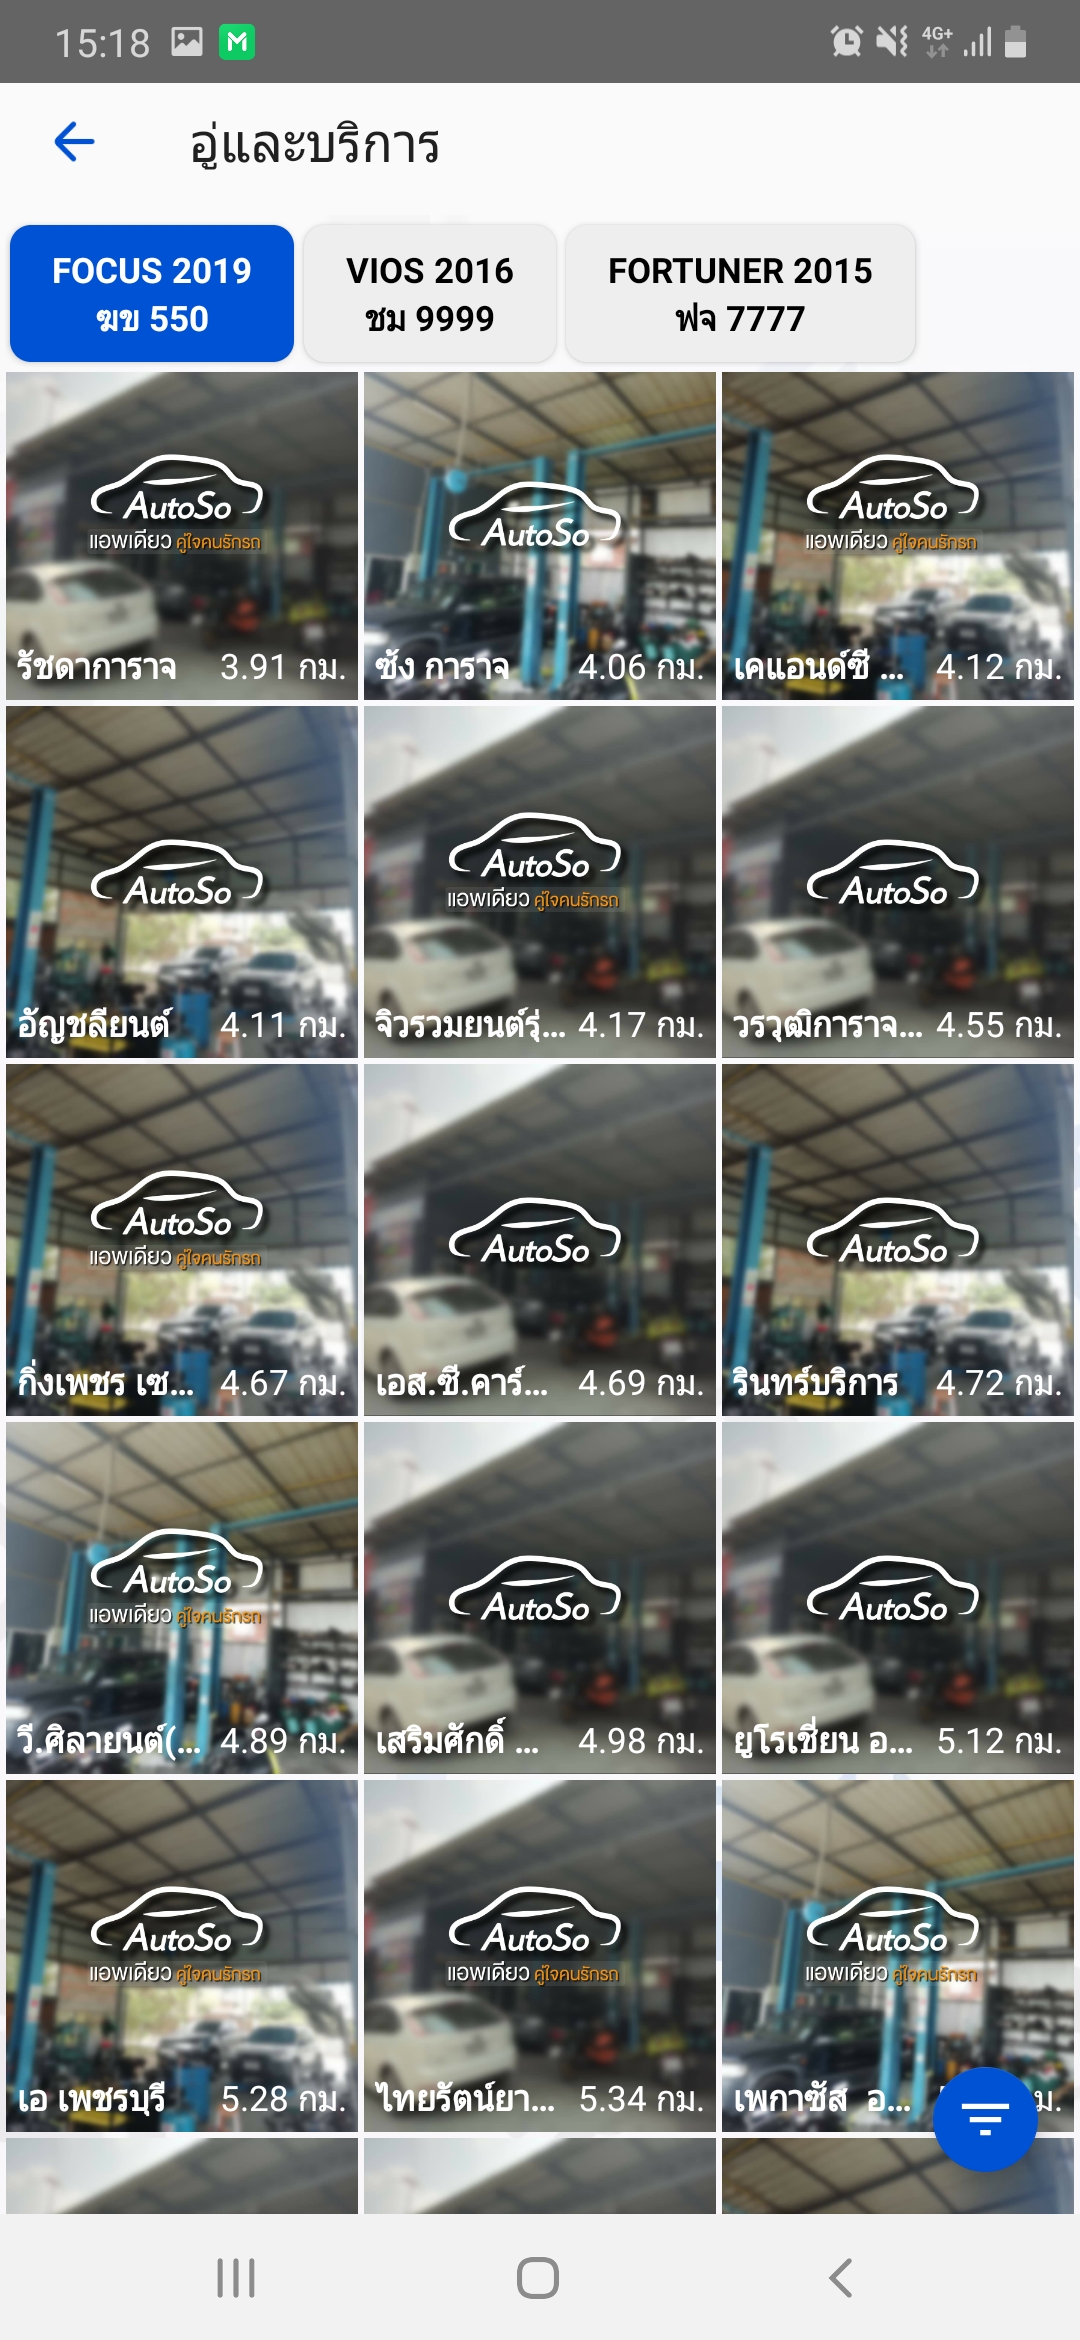 15:18
4G+
อู่และบริการ
FOCUS 2019
ฆข 550
VIOS 2016
ชม 9999
FORTUNER 2015
ฟจ 7777
AutoSo
แอพเดียว คู่ใจคนรักรถ
รัชดาการาจ 3.91 กม.
AutoSo
ซ้ง การาจ 4.06 กม.
AutoSo
แอพเดียว คู่ใจคนรักรถ
เคแอนด์ซี ... 4.12 กม.
AutoSo
อัญชลียนต์ 4.11 กม.
AutoSo
แอพเดียว คู่ใจคนรักรถ
จิวรวมยนต์รุ่... 4.17 กม.
AutoSo
วรวุฒิการาจ... 4.55 กม.
AutoSo
แอพเดียว คู่ใจคนรักรถ
กิ่งเพชร เซ... 4.67 กม.
AutoSo
เอส.ซี.คาร์... 4.69 กม.
AutoSo
รินทร์บริการ 4.72 กม.
AutoSo
แอพเดียว คู่ใจคนรักรถ
วี.ศิลายนต์(... 4.89 กม.
AutoSo
เสริมศักดิ์ ... 4.98 กม.
AutoSo
ยูโรเชี่ยน อ... 5.12 กม.
AutoSo
แอพเดียว คู่ใจคนรักรถ
เอ เพชรบุรี 5.28 กม.
AutoSo
แอพเดียว คู่ใจคนรักรถ
ไทยรัตน์ยา... 5.34 กม.
AutoSo
แอพเดียว คู่ใจคนรักรถ
เพกาซัส อ... ม.